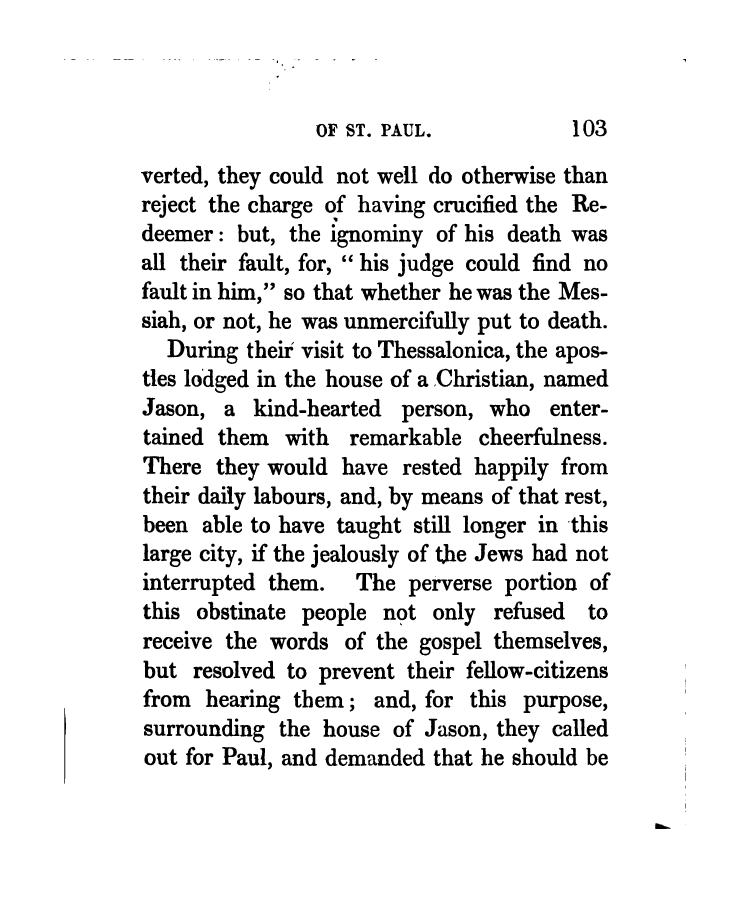 OF ST. PAUL. 103
verted, they could not well do otherwise than
reject the charge of having crucified the Re-
deemer: but, the ignominy of his death was
all their fault, for, “ his judge could find no
fault in him,” so that whether he was the Mes-
siah, or not, he was unmercifully put to death.
During their visit to Thessalonica, the apos-
tles lodged in the house of a Christian, named
Jason, a kind-hearted person, who enter-
tained them with remarkable cheerfulness.
There they would have rested happily from
their daily labours, and, by means of that rest,
been able to have taught still longer in this
large city, if the jealously of the Jews had not
interrupted them. The perverse portion of
this obstinate people not only refused to
receive the words of the gospel themselves,
but resolved to prevent their fellow-citizens
from hearing them; and, for this purpose,
surrounding the house of Jason, they called
out for Paul, and demanded that he should be